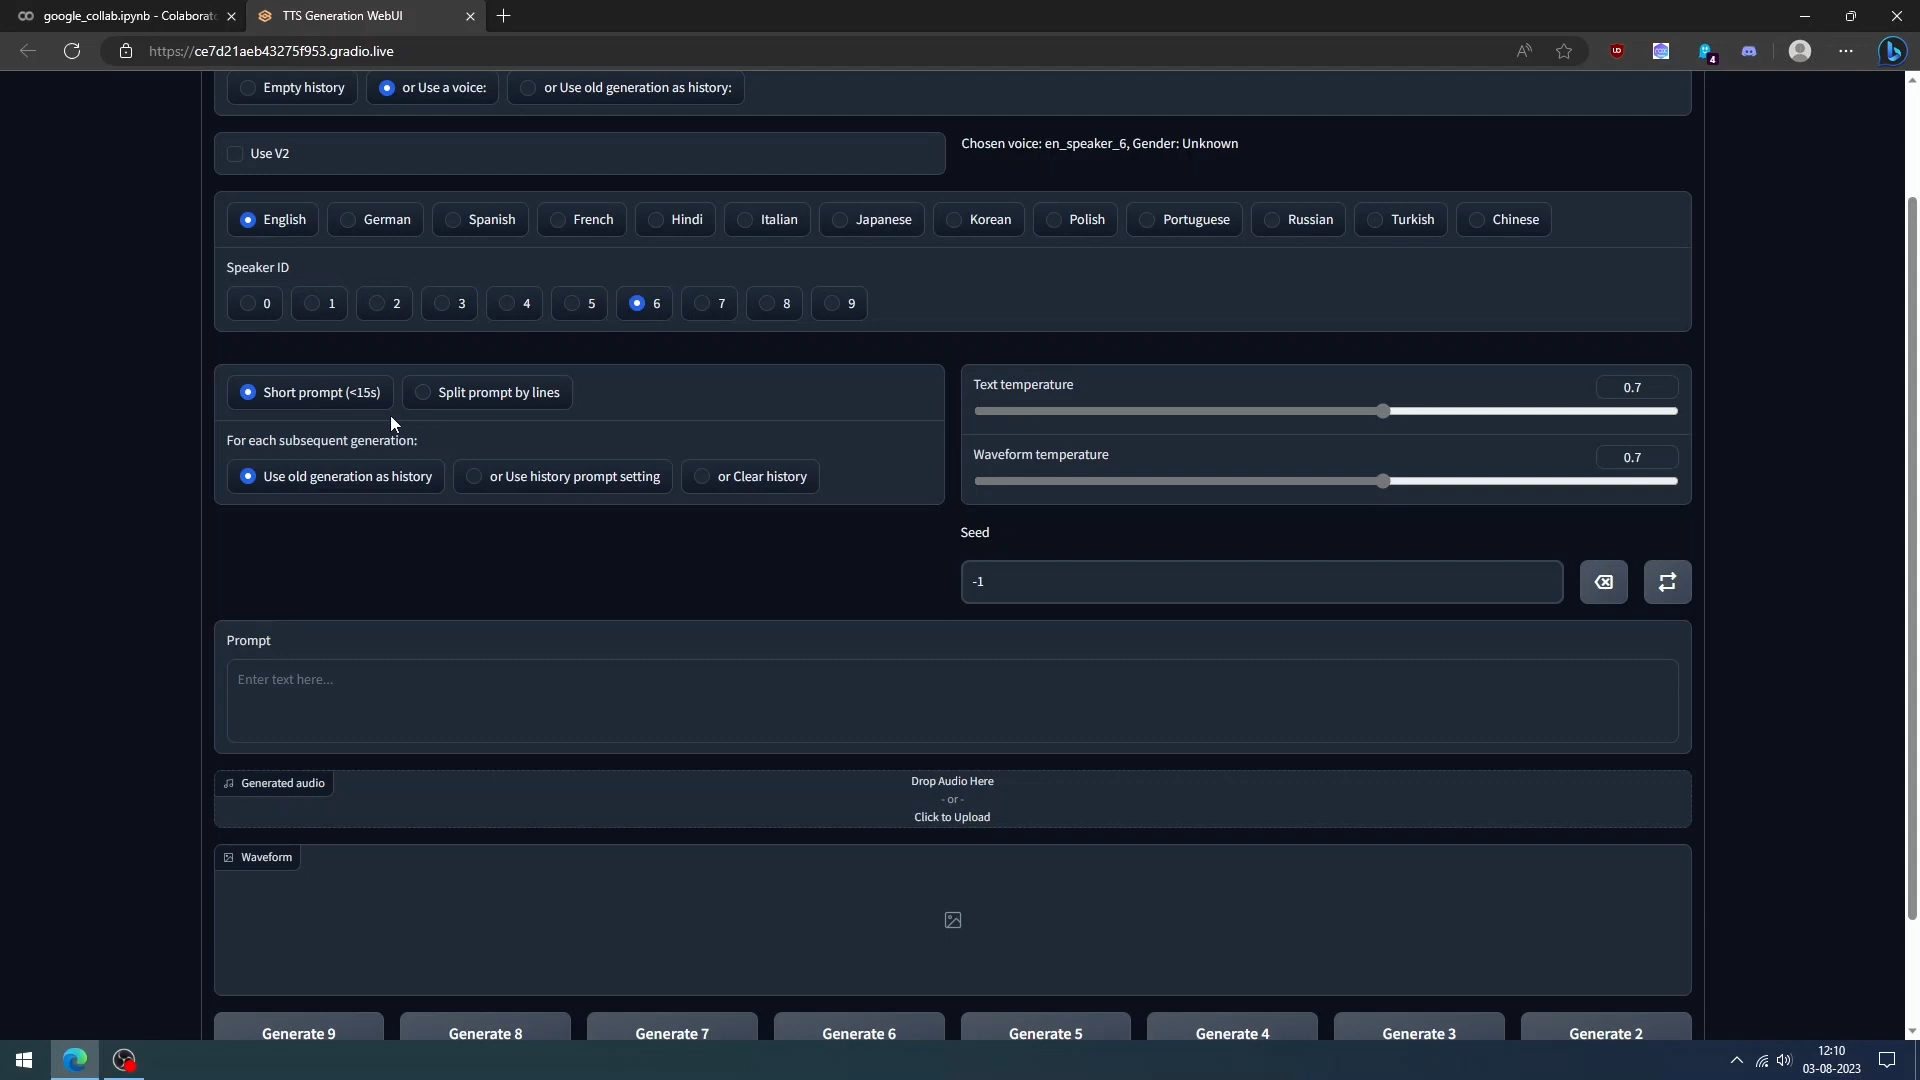 google_collab.ipynb - Colaborato
TTS Generation WebUI
https://ce7d21aeb43275f953.gradio.live
4
Empty history
or Use a voice:
or Use old generation as history:
Use V2
Chosen voice: en_speaker_6, Gender: Unknown
English
German
Spanish
French
Hindi
Italian
Japanese
Korean
Polish
Portuguese
Russian
Turkish
Chinese
Speaker ID
0
1
2
3
4
5
6
7
8
9
Short prompt (<15s)
Split prompt by lines
For each subsequent generation:
Use old generation as history
or Use history prompt setting
or Clear history
Text temperature
0.7
Waveform temperature
0.7
Seed
-1
Prompt
Enter text here...
Generated audio
Drop Audio Here
- or -
Click to Upload
Waveform
Generate 9
Generate 8
Generate 7
Generate 6
Generate 5
Generate 4
Generate 3
Generate 2
12:10
03-08-2023